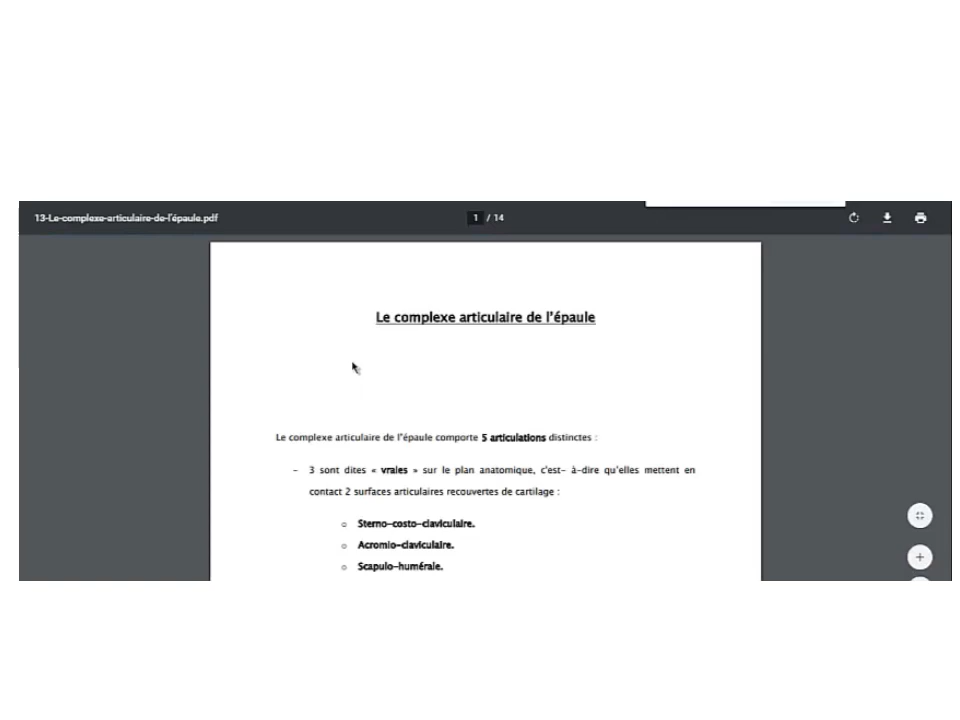 13-Le-complexe-articulaire-de-l'épaule.pdf
1 / 14
Le complexe articulaire de l'épaule
Le complexe articulaire de l'épaule comporte 5 articulations distinctes :
- 3 sont dites « vraies » sur le plan anatomique, c'est- à-dire qu'elles mettent en
contact 2 surfaces articulaires recouvertes de cartilage :
o Sterno-costo-claviculaire.
o Acromio-claviculaire.
o Scapulo-humérale.